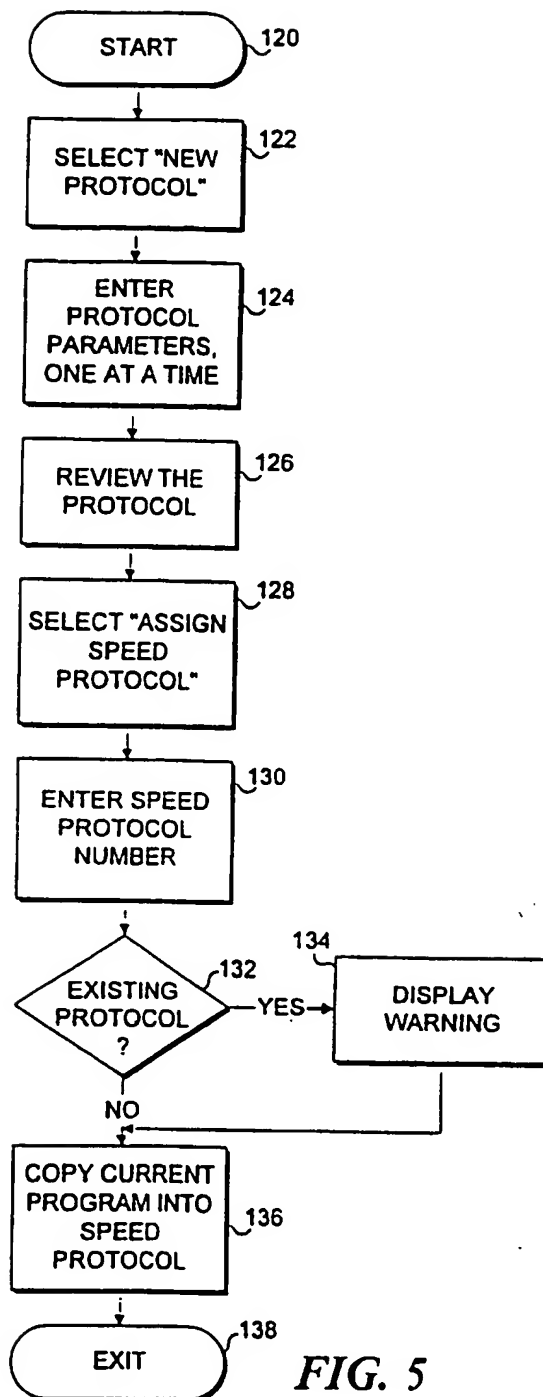 START
120
SELECT "NEW
PROTOCOL"
122
ENTER
PROTOCOL
PARAMETERS,
ONE AT A TIME
124
REVIEW THE
PROTOCOL
126
SELECT "ASSIGN
SPEED
PROTOCOL"
128
ENTER SPEED
PROTOCOL
NUMBER
130
EXISTING
PROTOCOL
?
132
YES
134
DISPLAY
WARNING
NO
COPY CURRENT
PROGRAM INTO
SPEED
PROTOCOL
136
EXIT
138
FIG. 5